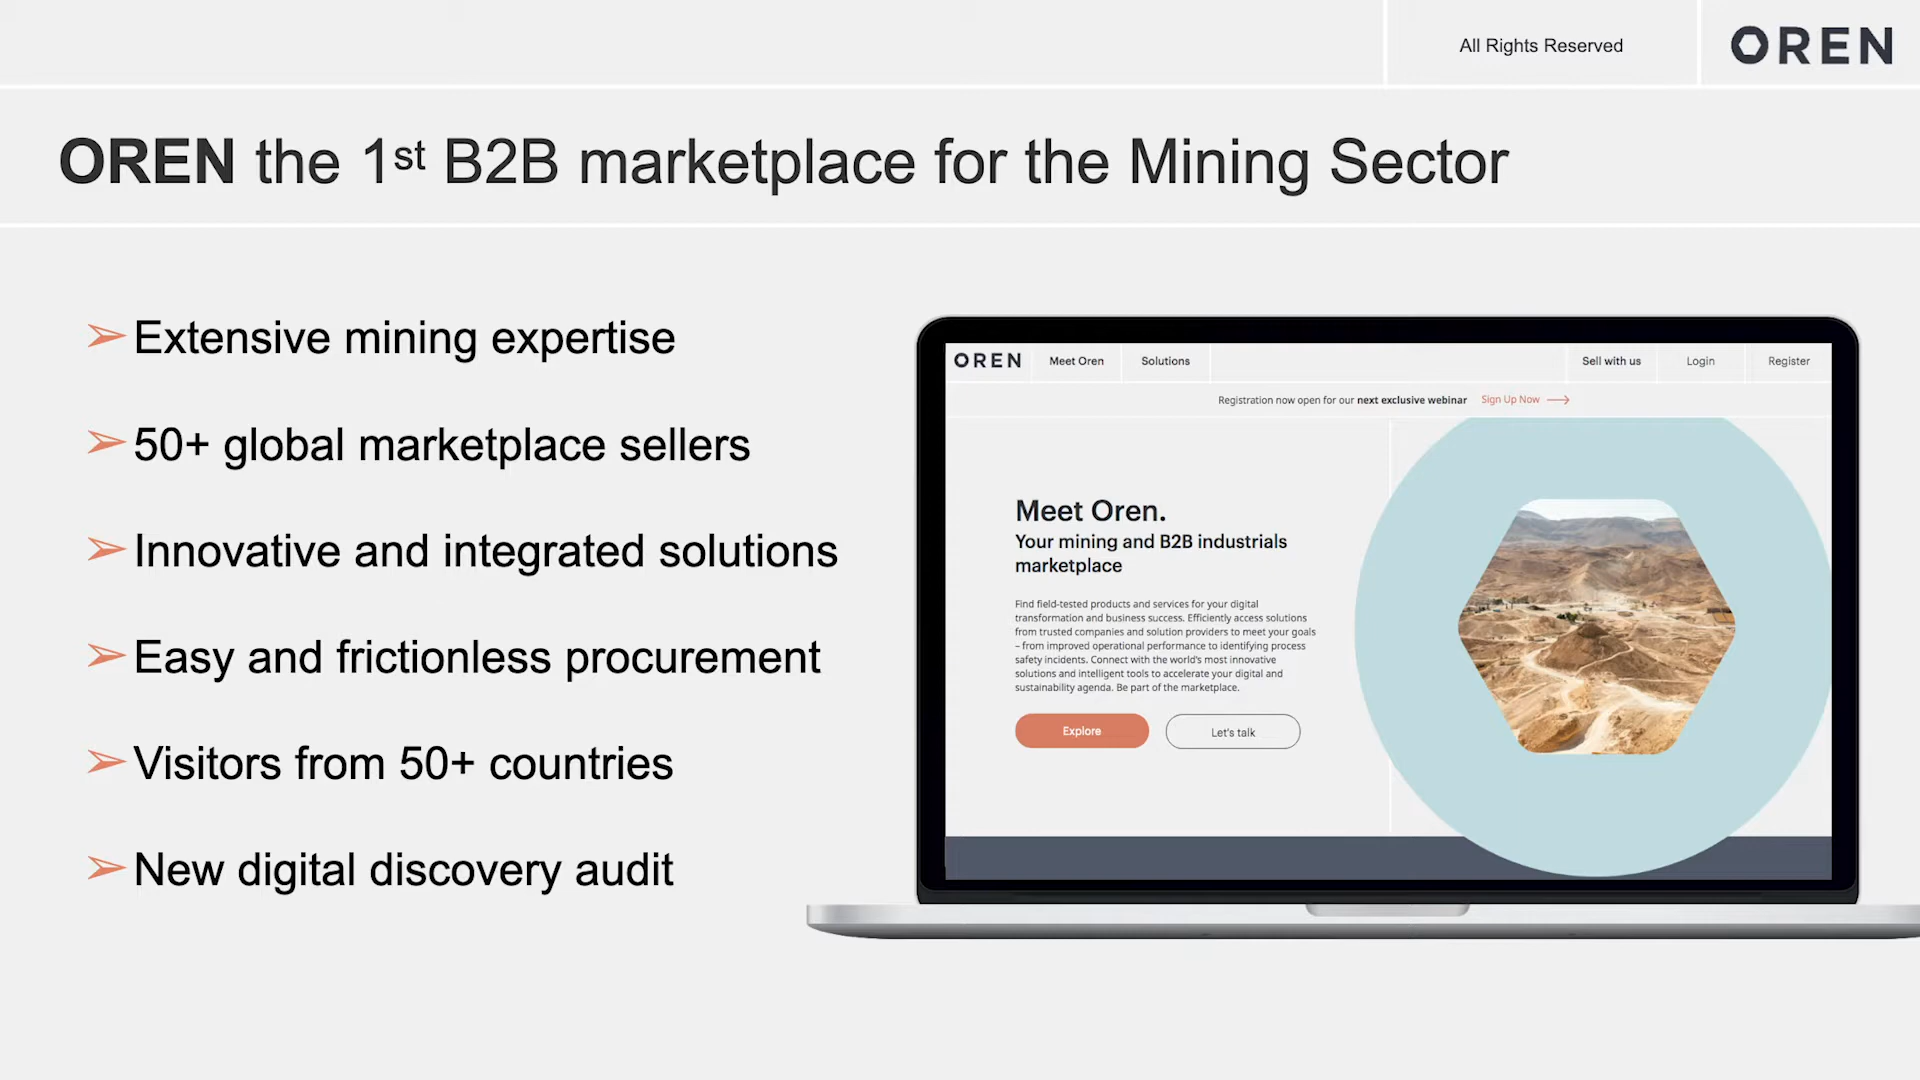 All Rights Reserved
OREN
OREN the 1st B2B marketplace for the Mining Sector
➢ Extensive mining expertise
➢ 50+ global marketplace sellers
➢ Innovative and integrated solutions
➢ Easy and frictionless procurement
➢ Visitors from 50+ countries
➢ New digital discovery audit
OREN Meet Oren Solutions Sell with us Login Register
Registration now open for our next exclusive webinar Sign Up Now
Meet Oren.
Your mining and B2B industrials
marketplace
Find field-tested products and services for your digital
transformation and business success. Efficiently access solutions
from trusted companies and solution providers to meet your goals
– from improved operational performance to identifying process
safety incidents. Connect with the world's most innovative
solutions and intelligent tools to accelerate your digital and
sustainability agenda. Be part of the marketplace.
Explore Let's talk